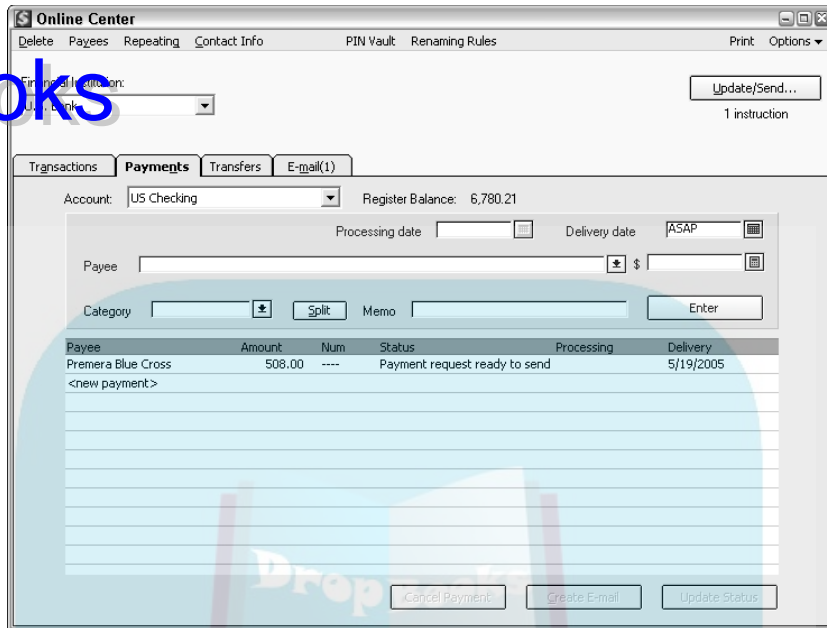 Online Center
Delete Payees Repeating Contact Info PIN Vault Renaming Rules Print Options
Financial Institution:
oks
U.S. Bank
Update/Send...
1 instruction
Transactions Payments Transfers E-mail(1)
Account: US Checking Register Balance: 6,780.21
Processing date Delivery date ASAP
Payee $
Category Split Memo Enter
Payee Amount Num Status Processing Delivery
Premera Blue Cross 508.00 ---- Payment request ready to send 5/19/2005
<new payment>
Cancel Payment Create E-mail Update Status